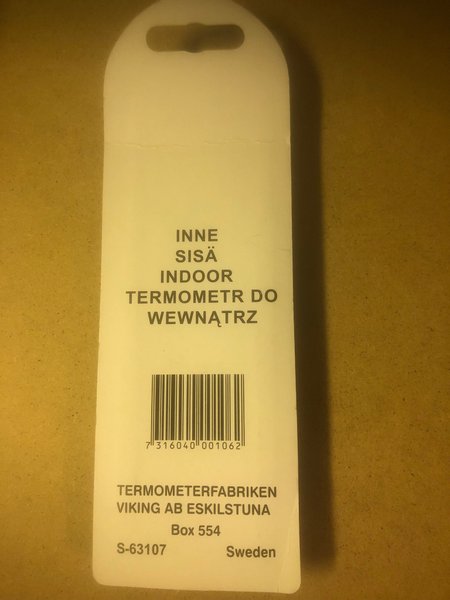 INNE
SISÄ
INDOOR
TERMOMETR DO
WEWNĄTRZ
7 316040 001062
TERMOMETERFABRIKEN
VIKING AB ESKILSTUNA
Box 554
S-63107 Sweden